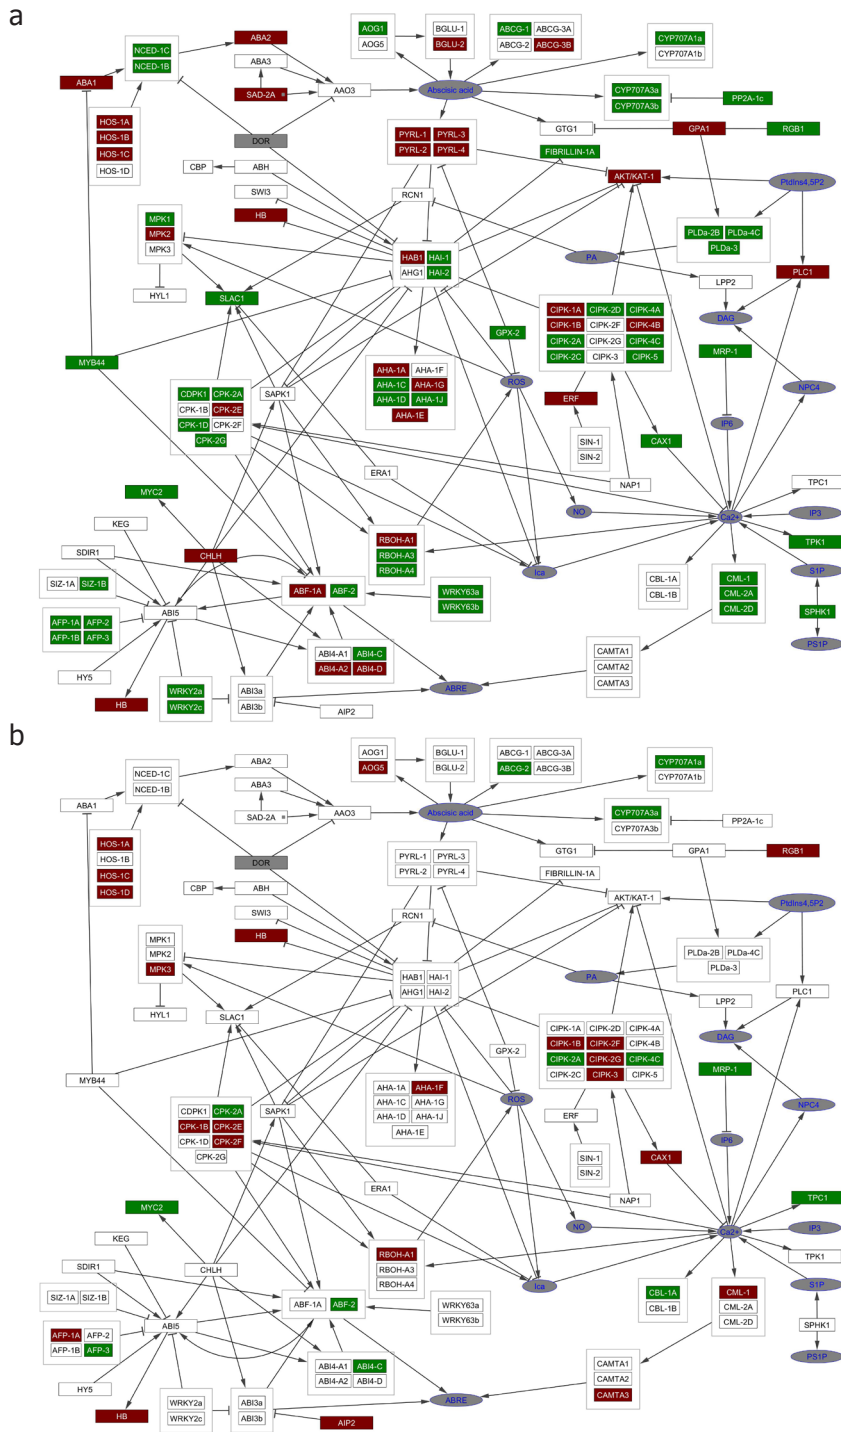 a
AOG1 BGLU-1 ABCG-1 ABCG-3A
AOG5 BGLU-2 ABCG-2 ABCG-3B
CYP707A1a
CYP707A1b
NCED-1C ABA2
NCED-1B ABA3
ABA1 SAD-2A AAO3 Abscisic acid
CYP707A3a PP2A-1c
CYP707A3b
HOS-1A
HOS-1B
HOS-1C
HOS-1D
DOR PYRL-1 PYRL-3 GTG1 GPA1 RGB1
PYRL-2 PYRL-4 FIBRILLIN-1A
CBP ABH AKT/KAT-1 PtdIns4,5P2
SWI3 RCN1
HB
MPK1
MPK2
MPK3
PLDa-2B PLDa-4C
PLDa-3
HAB1 HAI-1 PA
AHG1 HAI-2
LPP2 PLC1
HYL1 SLAC1 DAG
CIPK-1A CIPK-2D CIPK-4A
CIPK-1B CIPK-2F CIPK-4B
CIPK-2A CIPK-2G CIPK-4C
CIPK-2C CIPK-3 CIPK-5
GPX-2 MRP-1
MYB44 ROS NPC4
AHA-1A AHA-1F
AHA-1C AHA-1G
AHA-1D AHA-1J
AHA-1E
CDPK1 CPK-2A SAPK1 ERF
CPK-1B CPK-2E
CPK-1D CPK-2F
CPK-2G
IP6
SIN-1 CAX1
SIN-2
ERA1 NAP1 TPC1
MYC2 NO Ca2+ IP3
KEG
SDIR1 CHLH RBOH-A1 TPK1
RBOH-A3
RBOH-A4
Ica S1P
SIZ-1A SIZ-1B ABF-1A ABF-2 WRKY63a CBL-1A CML-1
WRKY63b CBL-1B CML-2A
CML-2D
AFP-1A AFP-2 ABI5 SPHK1
AFP-1B AFP-3
ABI4-A1 ABI4-C CAMTA1 PS1P
ABI4-A2 ABI4-D CAMTA2
CAMTA3
HY5 WRKY2a ABI3a ABRE
WRKY2c ABI3b
HB AIP2
b
AOG1 BGLU-1 ABCG-1 ABCG-3A
AOG5 BGLU-2 ABCG-2 ABCG-3B
CYP707A1a
CYP707A1b
NCED-1C ABA2
NCED-1B ABA3
ABA1 SAD-2A AAO3 Abscisic acid
CYP707A3a PP2A-1c
CYP707A3b
HOS-1A
HOS-1B
HOS-1C
HOS-1D
DOR PYRL-1 PYRL-3 GTG1 GPA1 RGB1
PYRL-2 PYRL-4 FIBRILLIN-1A
CBP ABH AKT/KAT-1 PtdIns4,5P2
SWI3 RCN1
HB
MPK1
MPK2
MPK3
PLDa-2B PLDa-4C
PLDa-3
HAB1 HAI-1 PA
AHG1 HAI-2
LPP2 PLC1
HYL1 SLAC1 DAG
CIPK-1A CIPK-2D CIPK-4A
CIPK-1B CIPK-2F CIPK-4B
CIPK-2A CIPK-2G CIPK-4C
CIPK-2C CIPK-3 CIPK-5
GPX-2 MRP-1
MYB44 ROS NPC4
AHA-1A AHA-1F
AHA-1C AHA-1G
AHA-1D AHA-1J
AHA-1E
CDPK1 CPK-2A SAPK1 ERF
CPK-1B CPK-2E
CPK-1D CPK-2F
CPK-2G
IP6
SIN-1 CAX1
SIN-2
ERA1 NAP1 TPC1
MYC2 NO Ca2+ IP3
KEG
SDIR1 CHLH RBOH-A1 TPK1
RBOH-A3
RBOH-A4
Ica S1P
SIZ-1A SIZ-1B ABF-1A ABF-2 WRKY63a CBL-1A CML-1
WRKY63b CBL-1B CML-2A
CML-2D
AFP-1A AFP-2 ABI5 SPHK1
AFP-1B AFP-3
ABI4-A1 ABI4-C CAMTA1 PS1P
ABI4-A2 ABI4-D CAMTA2
CAMTA3
HY5 WRKY2a ABI3a ABRE
WRKY2c ABI3b
HB AIP2